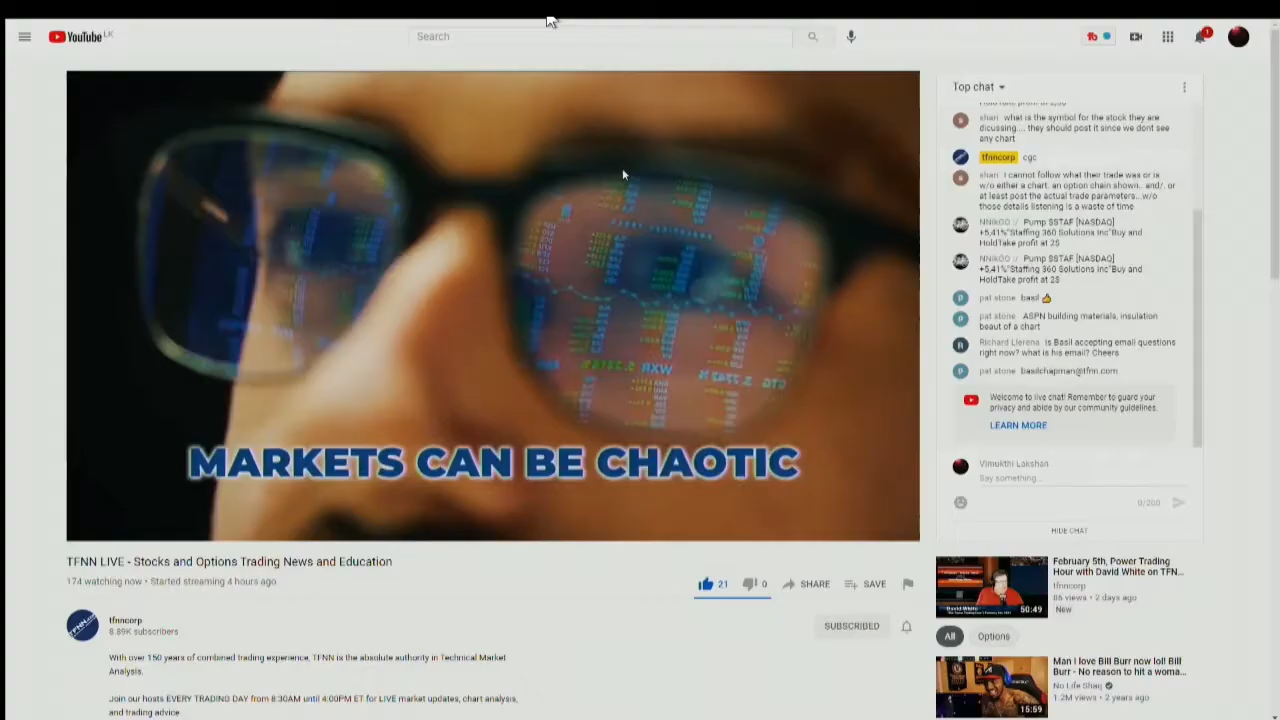 YouTube LK
Search
fb
1
MARKETS CAN BE CHAOTIC
TFNN LIVE - Stocks and Options Trading News and Education
174 watching now • Started streaming 4 hours ago
21
0
SHARE
SAVE
tfnncorp
8.89K subscribers
SUBSCRIBED
With over 150 years of combined trading experience, TFNN is the absolute authority in Technical Market
Analysis.
Join our hosts EVERY TRADING DAY from 8:30AM until 4:00PM ET for LIVE market updates, chart analysis,
and trading advice
Top chat
shari what is the symbol for the stock they are
dicussing.... they should post it since we dont see
any chart
tfnncorp cgc
shari I cannot follow what their trade was or is
w/o either a chart, an option chain shown.. and/, or
at least post the actual trade parameters...w/o
those details listening is a waste of time
NNikOO :/ Pump $STAF [NASDAQ]
+5,41%"Staffing 360 Solutions Inc"Buy and
HoldTake profit at 2$
NNikOO :/ Pump $STAF [NASDAQ]
+5,41%"Staffing 360 Solutions Inc"Buy and
HoldTake profit at 2$
pat stone basil 👍
pat stone ASPN building materials, insulation
beaut of a chart
Richard Llerena is Basil accepting email questions
right now? what is his email? Cheers
pat stone basilchapman@tfnn.com
Welcome to live chat! Remember to guard your
privacy and abide by our community guidelines.
LEARN MORE
Vimukthi Lakshan
Say something...
0/200
HIDE CHAT
February 5th, Power Trading
Hour with David White on TFN...
tfnncorp
85 views • 2 days ago
New
David White
50:49
All
Options
Man I love Bill Burr now lol! Bill
Burr - No reason to hit a woma...
No Life Shaq
1.2M views • 2 years ago
15:59